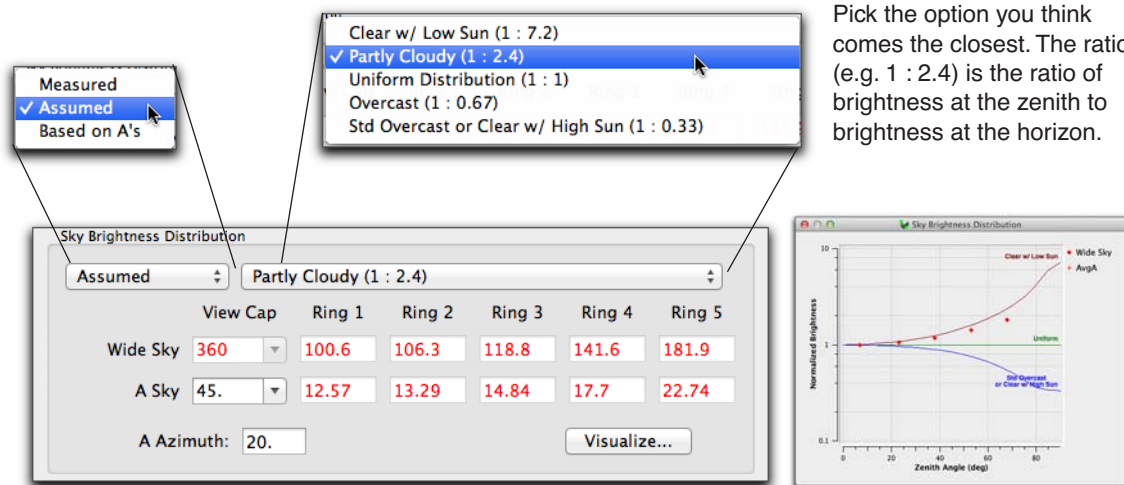 Clear w/ Low Sun (1 : 7.2)
✓ Partly Cloudy (1 : 2.4)
Uniform Distribution (1 : 1)
Overcast (1 : 0.67)
Std Overcast or Clear w/ High Sun (1 : 0.33)
Measured
✓ Assumed
Based on A's
Pick the option you think
comes the closest. The ratio
(e.g. 1 : 2.4) is the ratio of
brightness at the zenith to
brightness at the horizon.
Sky Brightness Distribution
Assumed Partly Cloudy (1 : 2.4)
View Cap Ring 1 Ring 2 Ring 3 Ring 4 Ring 5
Wide Sky 360 100.6 106.3 118.8 141.6 181.9
A Sky 45. 12.57 13.29 14.84 17.7 22.74
A Azimuth: 20. Visualize...
Sky Brightness Distribution
10
Clear w/ Low Sun
Wide Sky
AvgA
Normalized Brightness
1
Uniform
Std Overcast
or Clear w/ High Sun
0.1
0 20 40 60 80
Zenith Angle (deg)